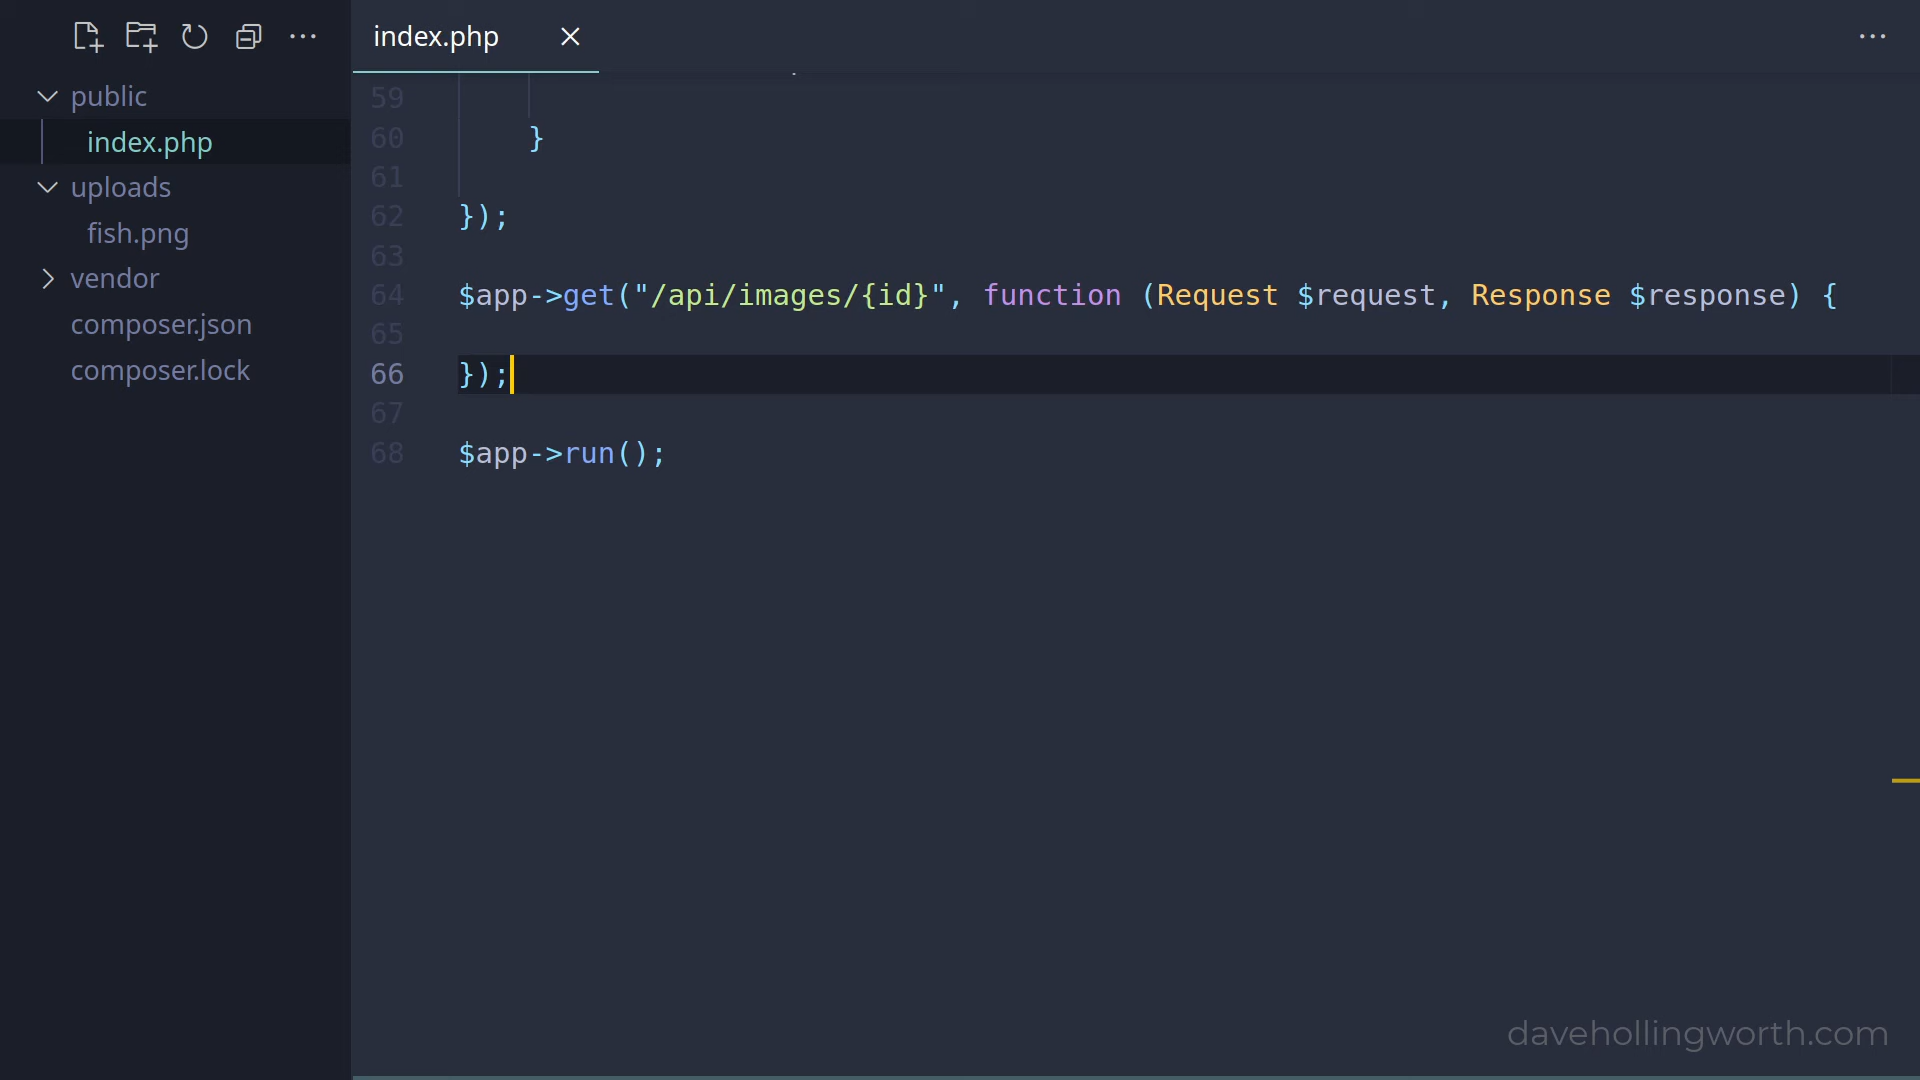 index.php
public
index.php
uploads
fish.png
vendor
composer.json
composer.lock
59
60 }
61
62 });
63
64 $app->get("/api/images/{id}", function (Request $request, Response $response) {
65
66 });
67
68 $app->run();
davehollingworth.com